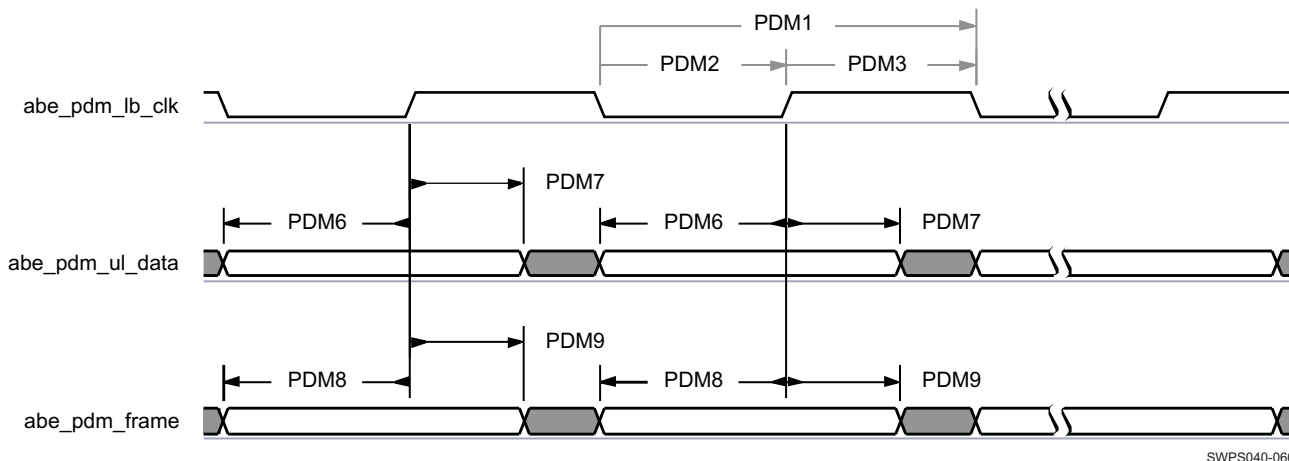 PDM1
PDM2 PDM3
abe_pdm_lb_clk
PDM7
PDM6 PDM6 PDM7
abe_pdm_ul_data
PDM9
PDM8 PDM8 PDM9
abe_pdm_frame